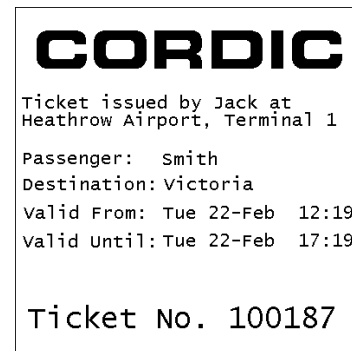 CORDIC
Ticket issued by Jack at
Heathrow Airport, Terminal 1
Passenger: Smith
Destination: Victoria
Valid From: Tue 22-Feb 12:19
Valid Until: Tue 22-Feb 17:19
Ticket No. 100187